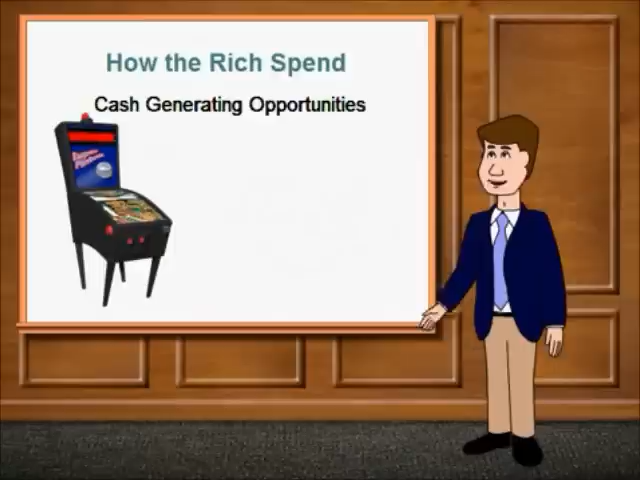 How the Rich Spend
Cash Generating Opportunities